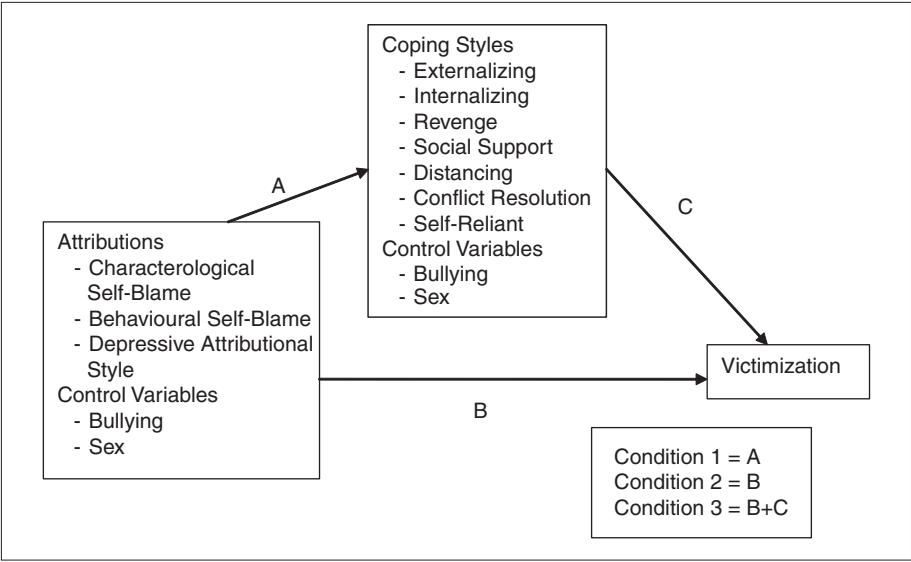 Coping Styles
- Externalizing
- Internalizing
- Revenge
- Social Support
- Distancing
- Conflict Resolution
- Self-Reliant
Control Variables
- Bullying
- Sex
A
C
Attributions
- Characterological
Self-Blame
- Behavioural Self-Blame
- Depressive Attributional
Style
Control Variables
- Bullying
- Sex
B
Victimization
Condition 1 = A
Condition 2 = B
Condition 3 = B+C